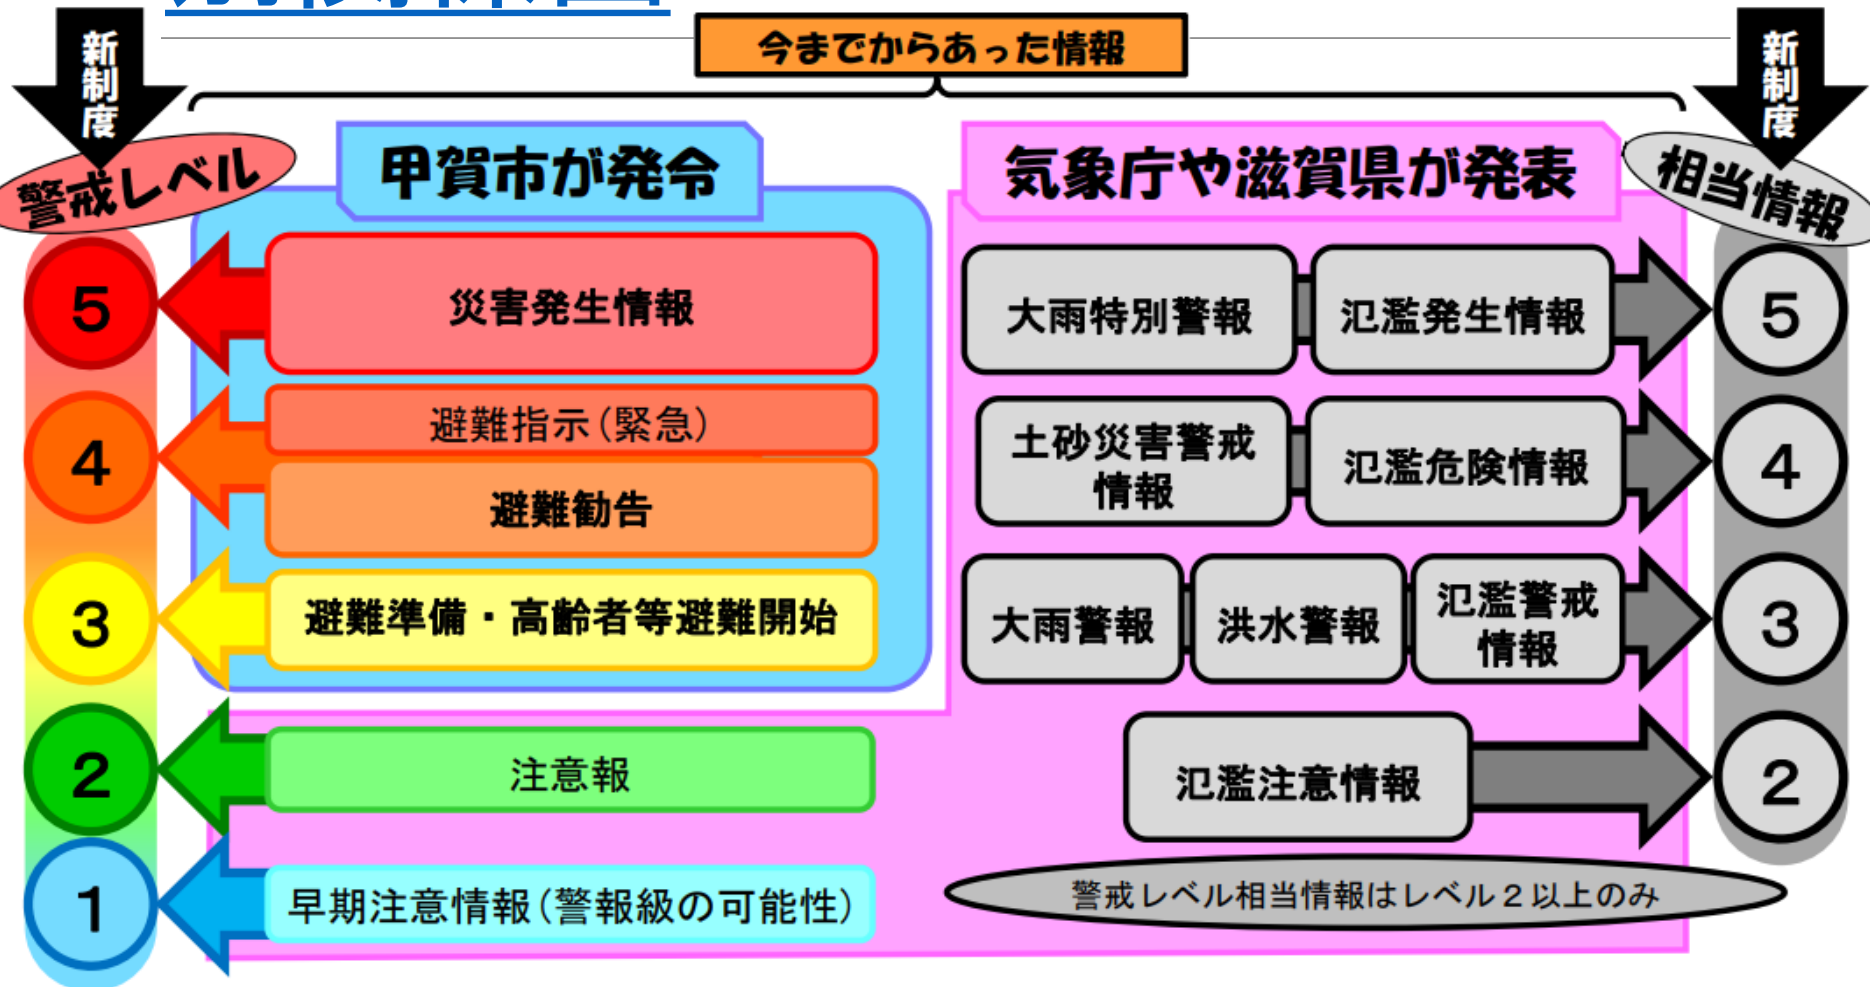 今までからあった情報
新制度
新制度
警戒レベル
甲賀市が発令
気象庁や滋賀県が発表
相当情報
5
災害発生情報
大雨特別警報
氾濫発生情報
5
4
避難指示(緊急)
避難勧告
土砂災害警戒
情報
氾濫危険情報
4
3
避難準備・高齢者等避難開始
大雨警報
洪水警報
氾濫警戒
情報
3
2
注意報
氾濫注意情報
2
1
早期注意情報(警報級の可能性)
警戒レベル相当情報はレベル2以上のみ